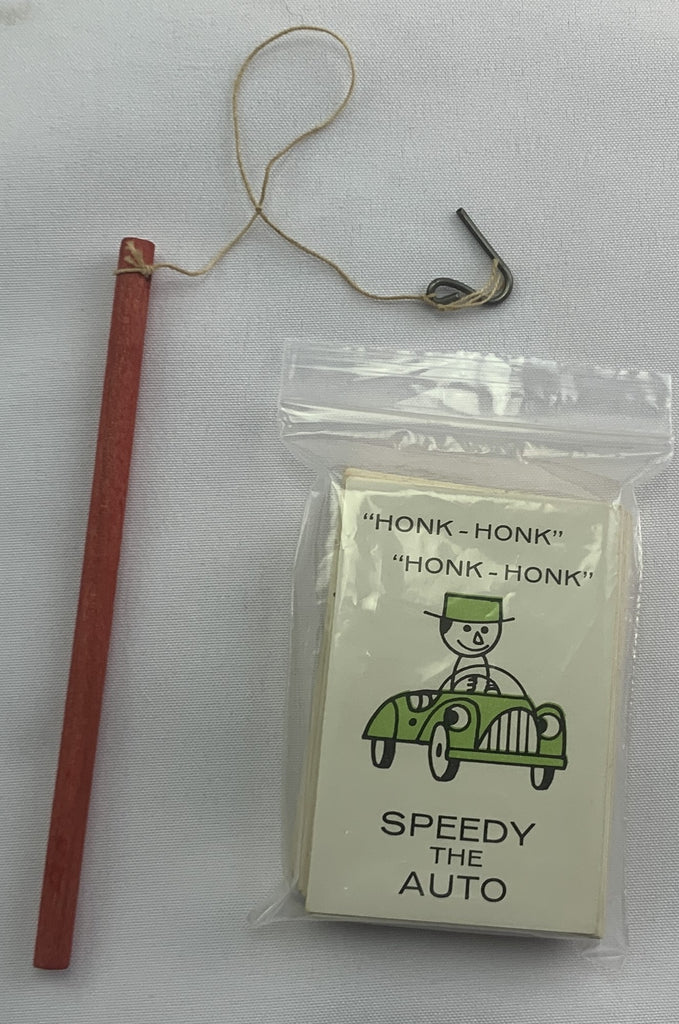 “HONK - HONK”
“HONK - HONK”
SPEEDY
THE
AUTO